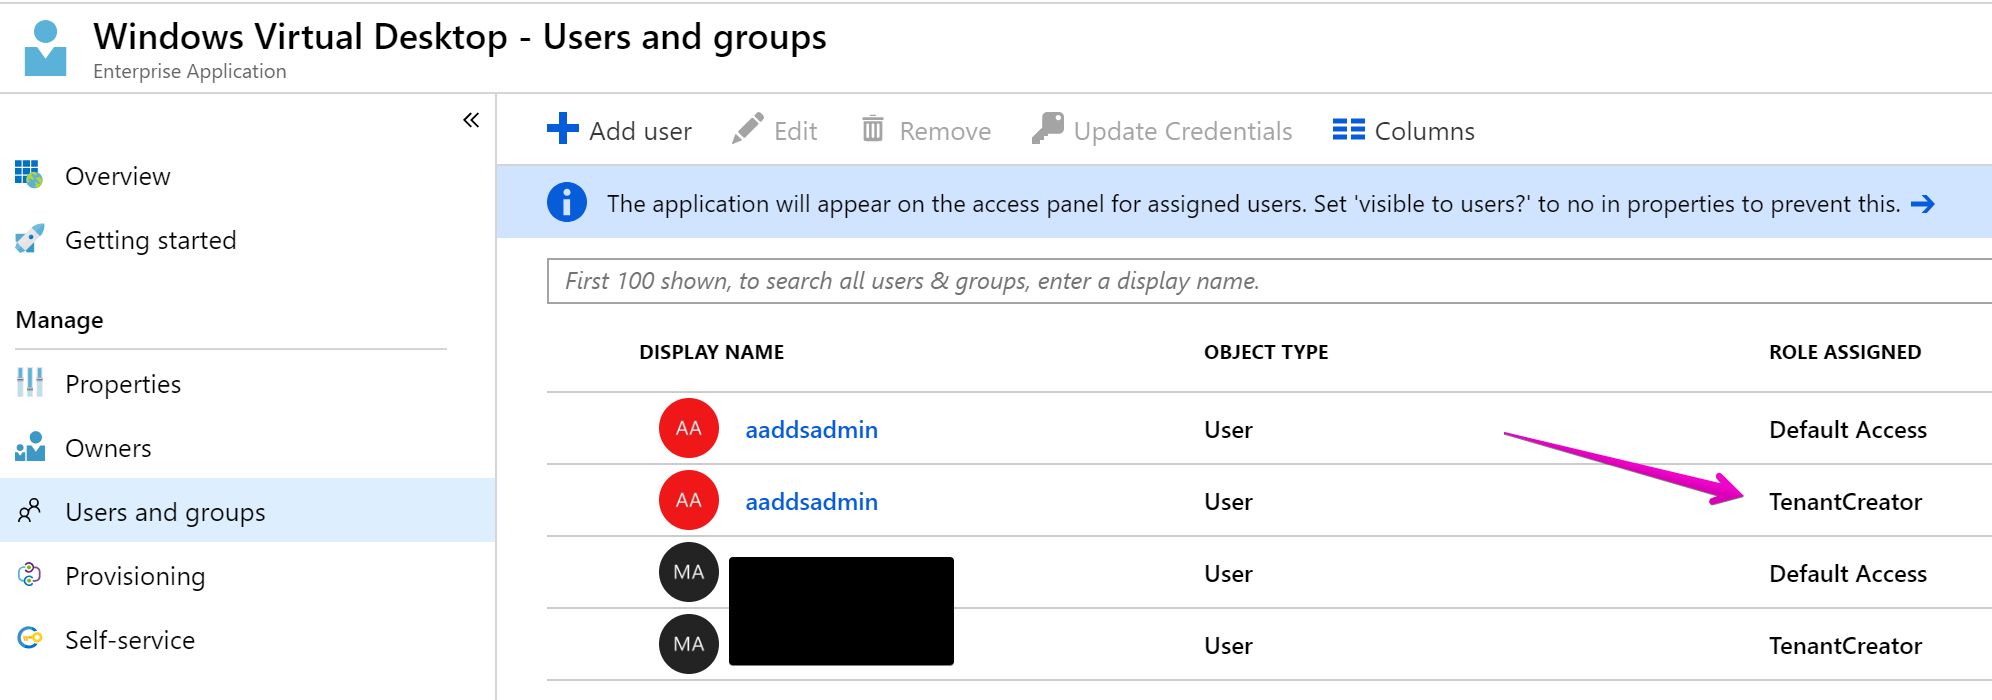 Windows Virtual Desktop - Users and groups
Enterprise Application
«
Overview
Getting started
Manage
Properties
Owners
Users and groups
Provisioning
Self-service
Add user Edit Remove Update Credentials Columns
The application will appear on the access panel for assigned users. Set 'visible to users?' to no in properties to prevent this. →
First 100 shown, to search all users & groups, enter a display name.
DISPLAY NAME OBJECT TYPE ROLE ASSIGNED
AA aaddsadmin User Default Access
AA aaddsadmin User TenantCreator
MA User Default Access
MA User TenantCreator